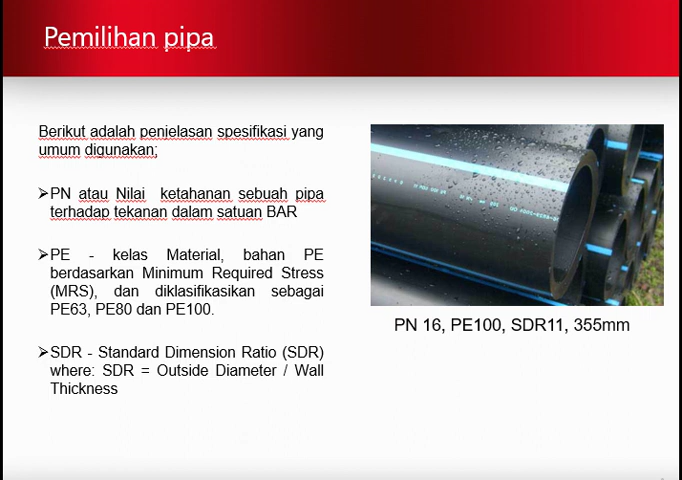 Pemilihan pipa
Berikut adalah penjelasan spesifikasi yang
umum digunakan;
➢PN atau Nilai ketahanan sebuah pipa
terhadap tekanan dalam satuan BAR
➢PE - kelas Material, bahan PE
berdasarkan Minimum Required Stress
(MRS), dan diklasifikasikan sebagai
PE63, PE80 dan PE100.
➢SDR - Standard Dimension Ratio (SDR)
where: SDR = Outside Diameter / Wall
Thickness
PN 16, PE100, SDR11, 355mm